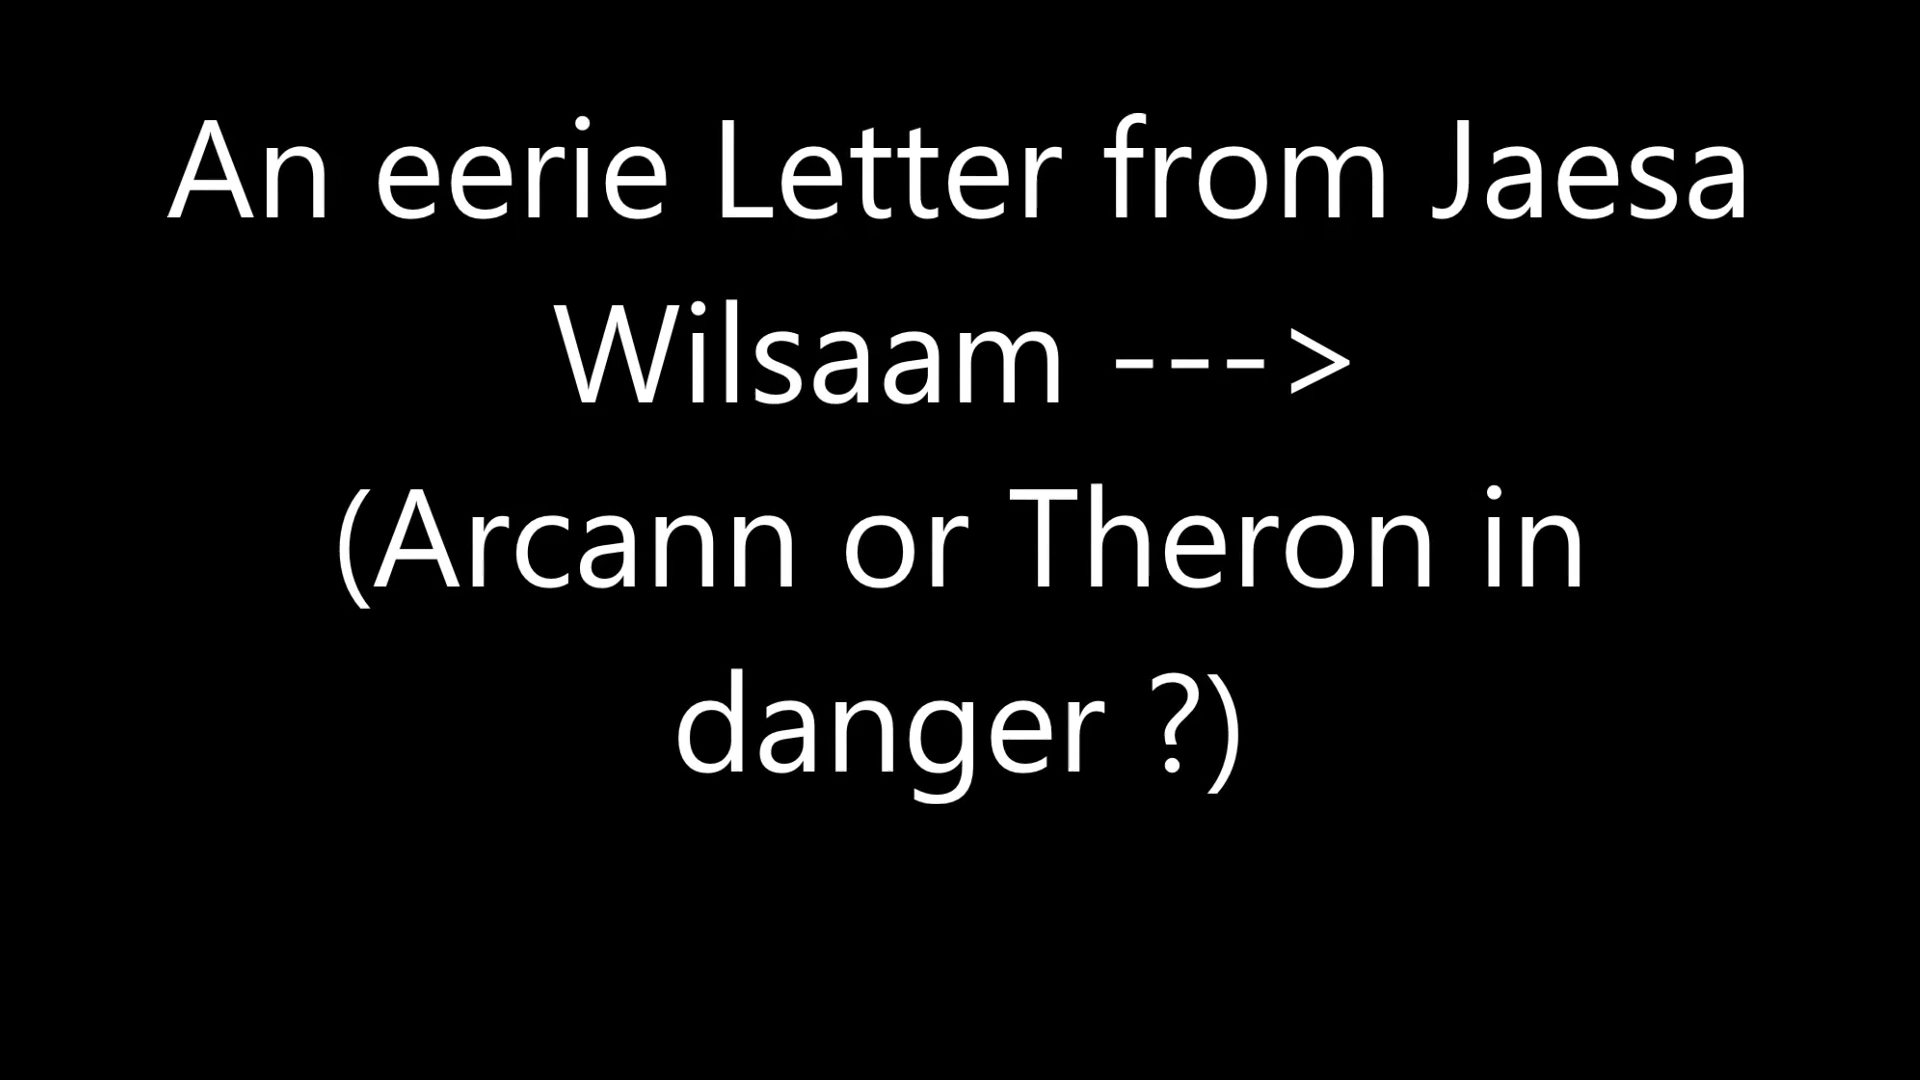 An eerie Letter from Jaesa
Wilsaam --->
(Arcann or Theron in
danger ?)